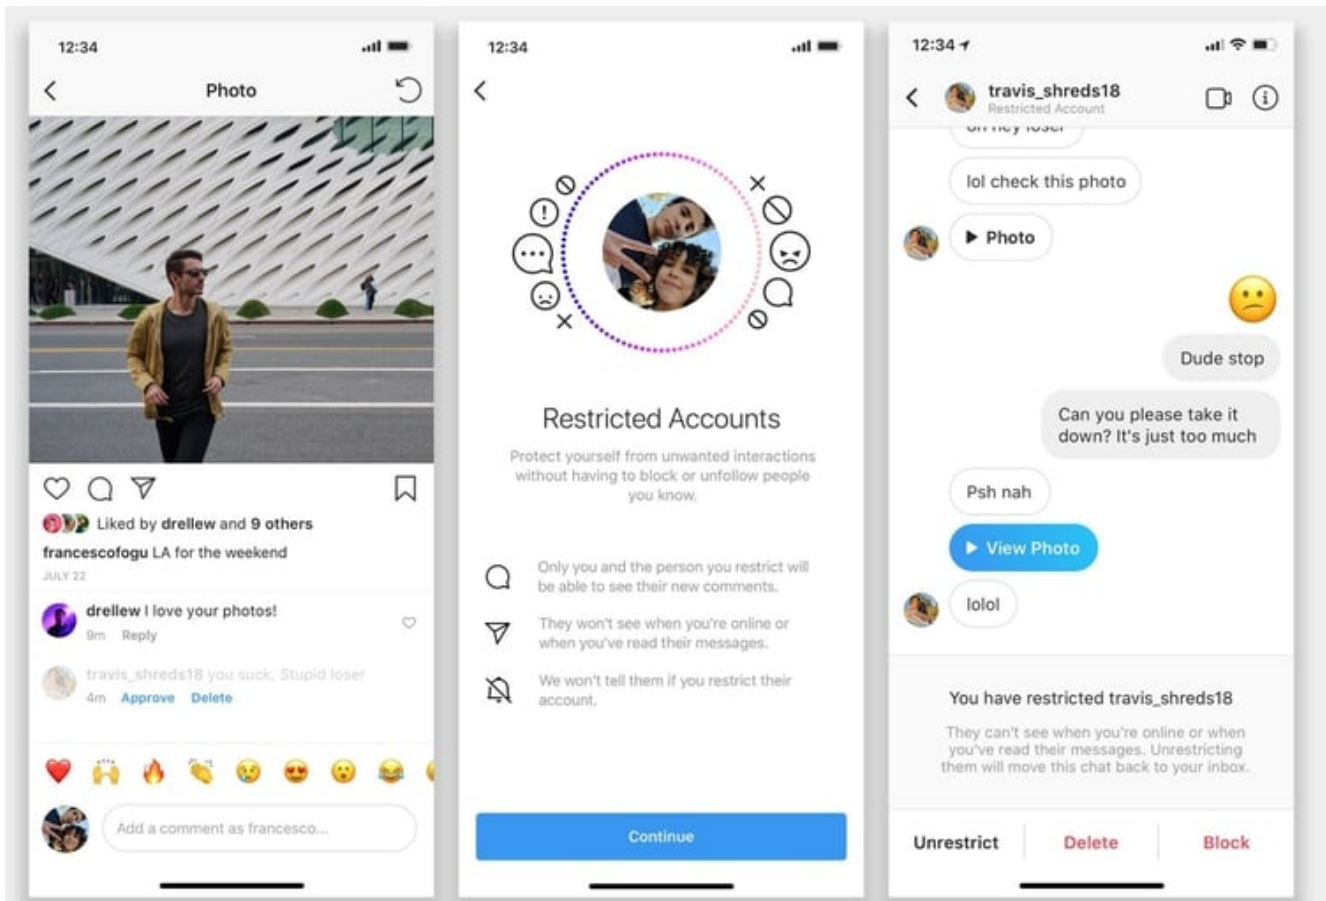 12:34
Photo
Liked by drellew and 9 others
francescofogu LA for the weekend
JULY 22
drellew I love your photos!
9m Reply
travis_shreds18 you suck. Stupid loser
4m Approve Delete
Add a comment as francesco...
12:34
Restricted Accounts
Protect yourself from unwanted interactions
without having to block or unfollow people
you know.
Only you and the person you restrict will
be able to see their new comments.
They won't see when you're online or
when you've read their messages.
We won't tell them if you restrict their
account.
Continue
12:34
travis_shreds18
Restricted Account
oh hey loser
lol check this photo
Photo
Dude stop
Can you please take it
down? It's just too much
Psh nah
View Photo
lolol
You have restricted travis_shreds18
They can't see when you're online or when
you've read their messages. Unrestricting
them will move this chat back to your inbox.
Unrestrict Delete Block